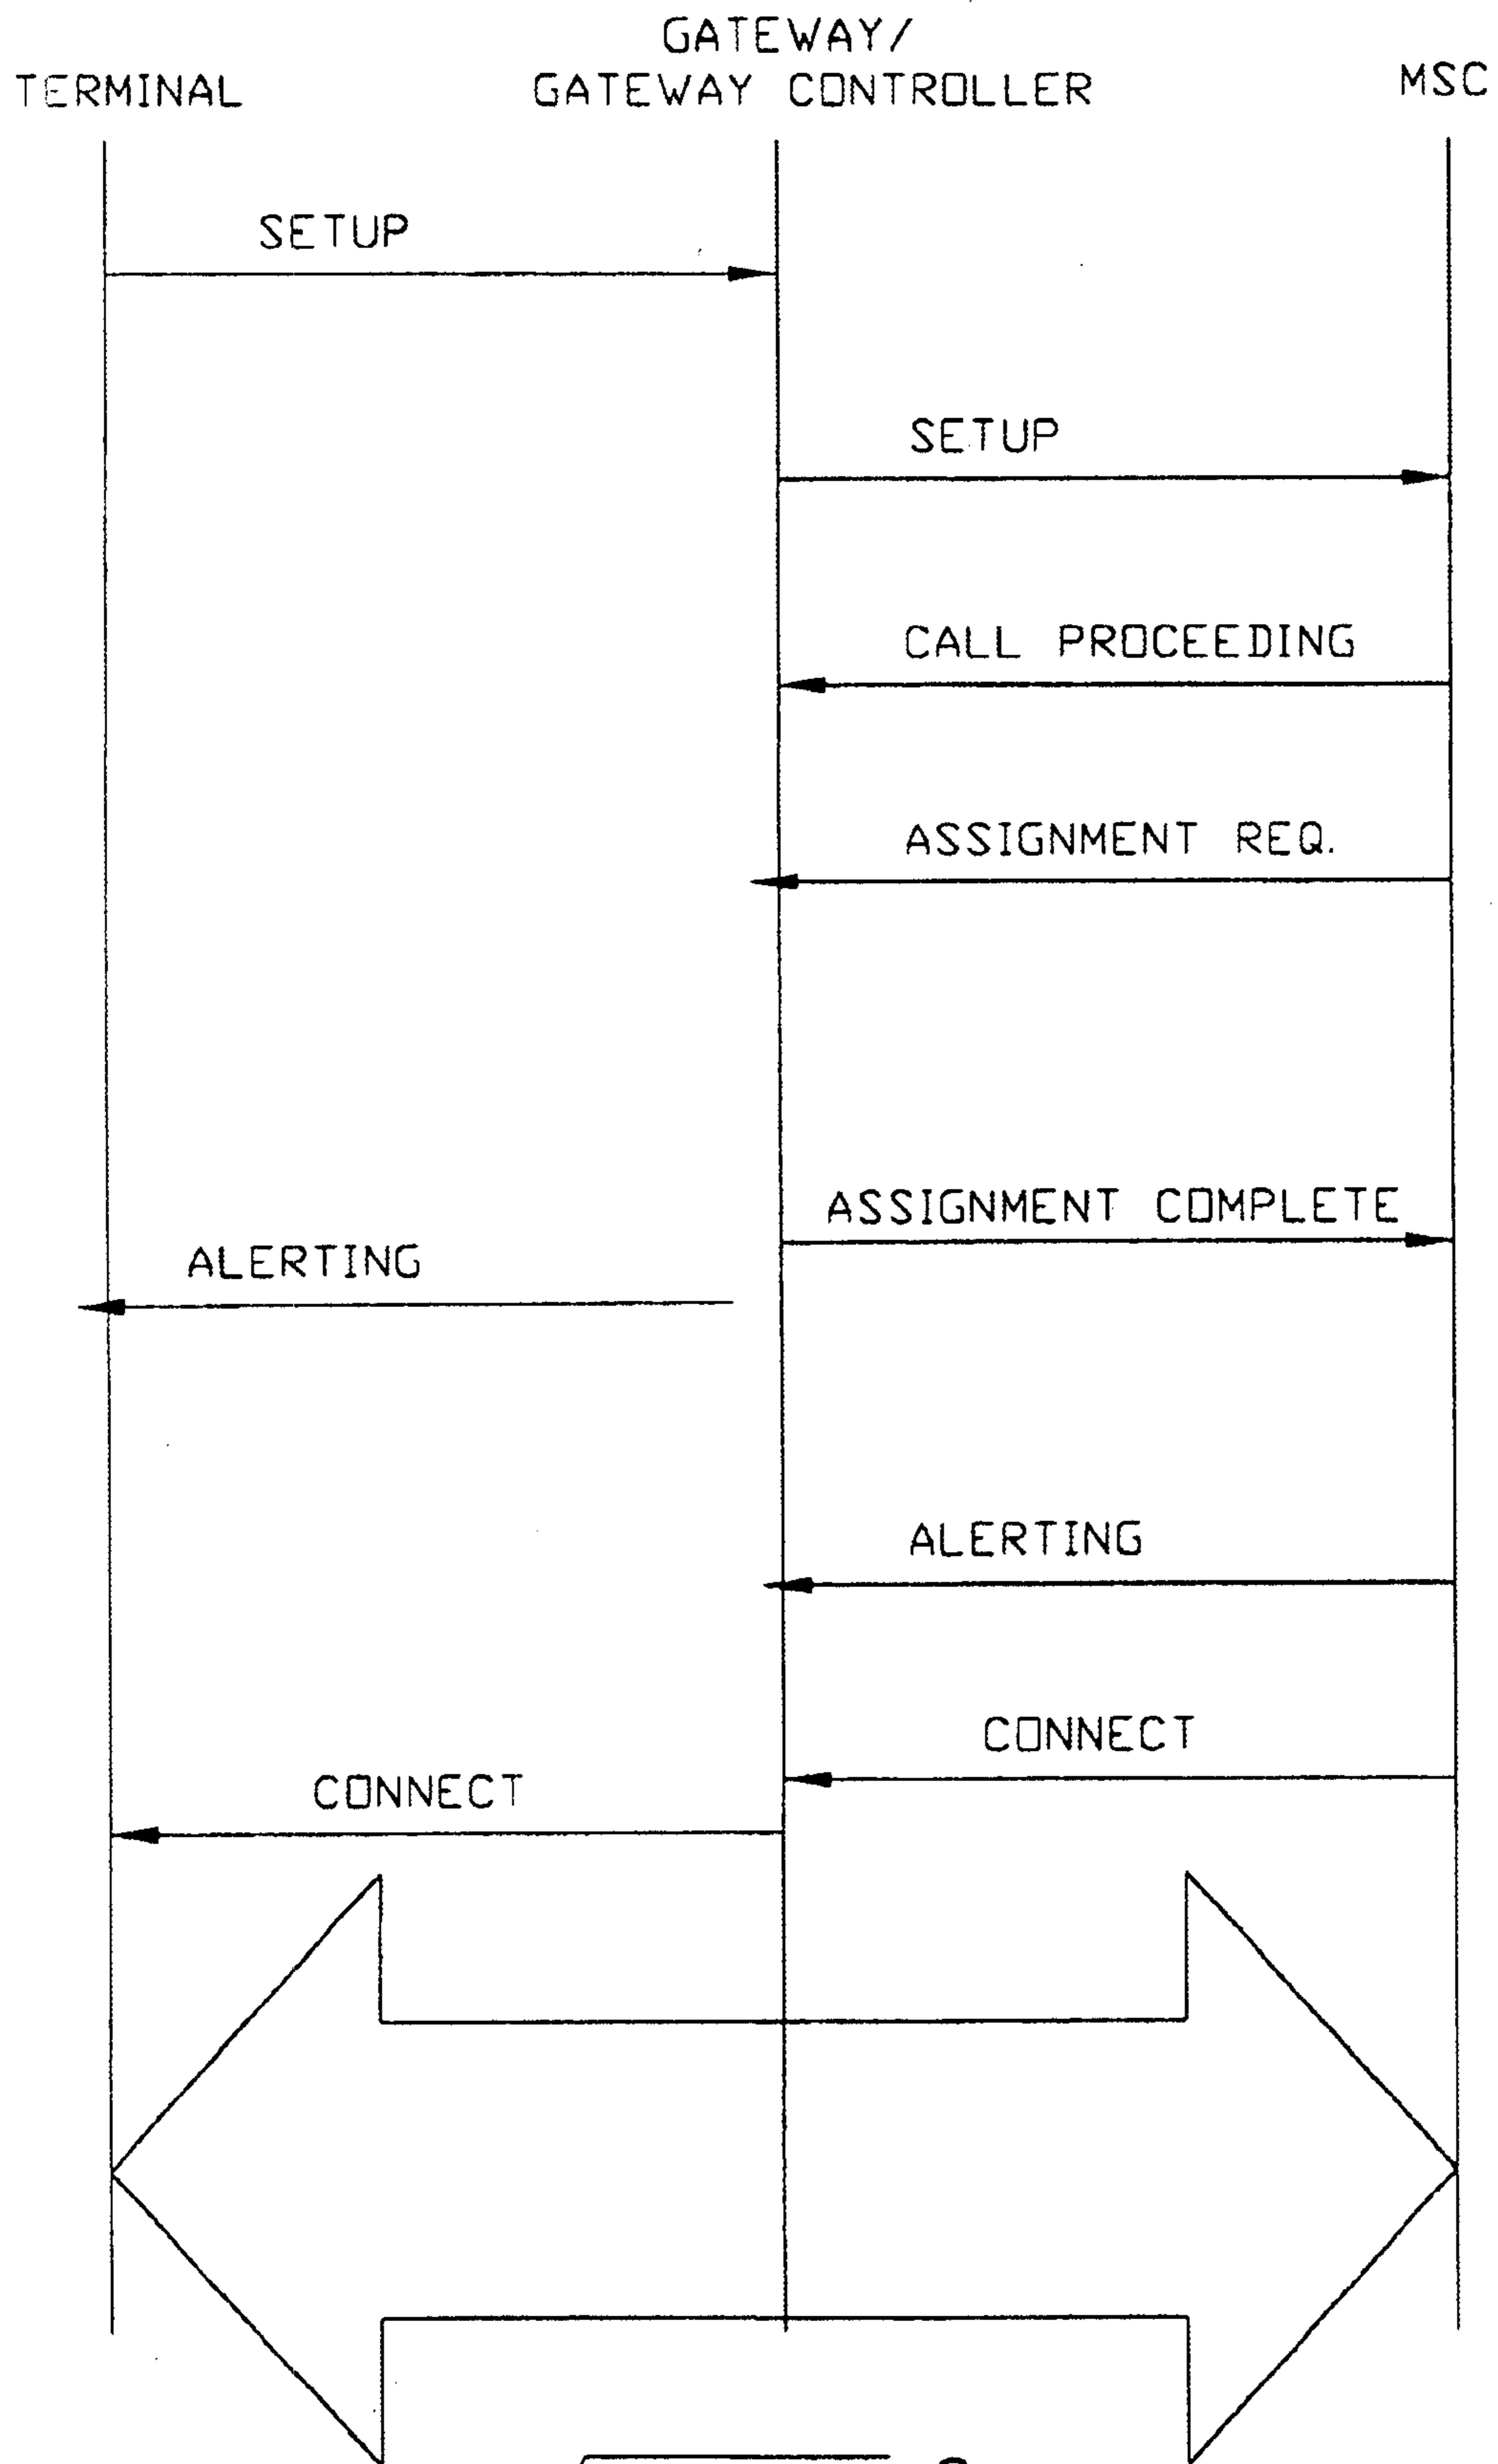 GATEWAY/
TERMINAL GATEWAY CONTROLLER MSC
SETUP
SETUP
CALL PROCEEDING
ASSIGNMENT REQ.
ASSIGNMENT COMPLETE
ALERTING
ALERTING
CONNECT
CONNECT